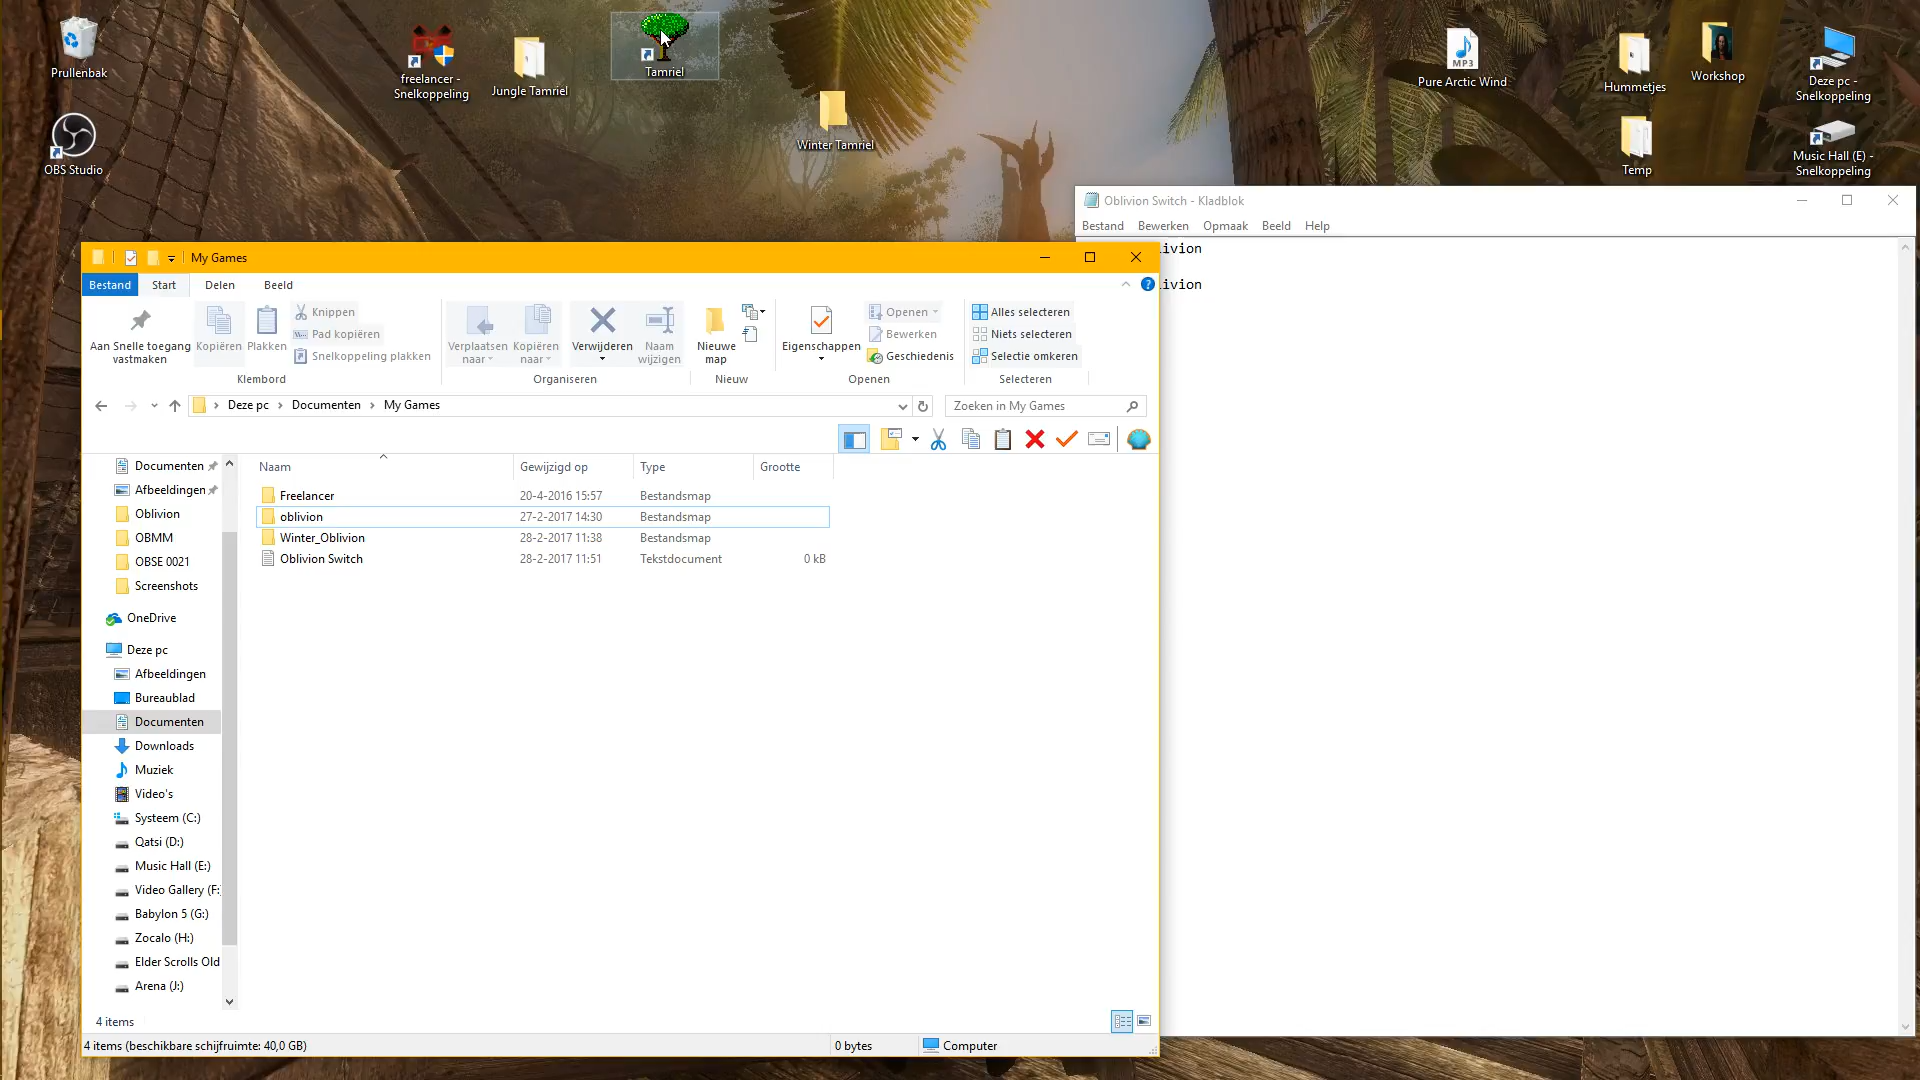 Prullenbak
freelancer -
Snelkoppeling
Jungle Tamriel
Tamriel
Winter Tamriel
MP3
Pure Arctic Wind
Hummetjes
Workshop
Deze pc -
Snelkoppeling
OBS Studio
Temp
Music Hall (E) -
Snelkoppeling
Oblivion Switch - Kladblok
Bestand Bewerken Opmaak Beeld Help
livion
livion
My Games
Bestand Start Delen Beeld
Aan Snelle toegang
vastmaken
Kopiëren
Plakken
Knippen
Pad kopiëren
Snelkoppeling plakken
Klembord
Verplaatsen
naar
Kopiëren
naar
Verwijderen
Naam
wijzigen
Organiseren
Nieuwe
map
Nieuw
Eigenschappen
Openen
Bewerken
Geschiedenis
Openen
Alles selecteren
Niets selecteren
Selectie omkeren
Selecteren
Deze pc > Documenten > My Games
Zoeken in My Games
Documenten
Afbeeldingen
Oblivion
OBMM
OBSE 0021
Screenshots
OneDrive
Deze pc
Afbeeldingen
Bureaublad
Documenten
Downloads
Muziek
Video's
Systeem (C:)
Qatsi (D:)
Music Hall (E:)
Video Gallery (F:
Babylon 5 (G:)
Zocalo (H:)
Elder Scrolls Old
Arena (J:)
Naam Gewijzigd op Type Grootte
Freelancer 20-4-2016 15:57 Bestandsmap
oblivion 27-2-2017 14:30 Bestandsmap
Winter_Oblivion 28-2-2017 11:38 Bestandsmap
Oblivion Switch 28-2-2017 11:51 Tekstdocument 0 kB
4 items
4 items (beschikbare schijfruimte: 40,0 GB) 0 bytes Computer